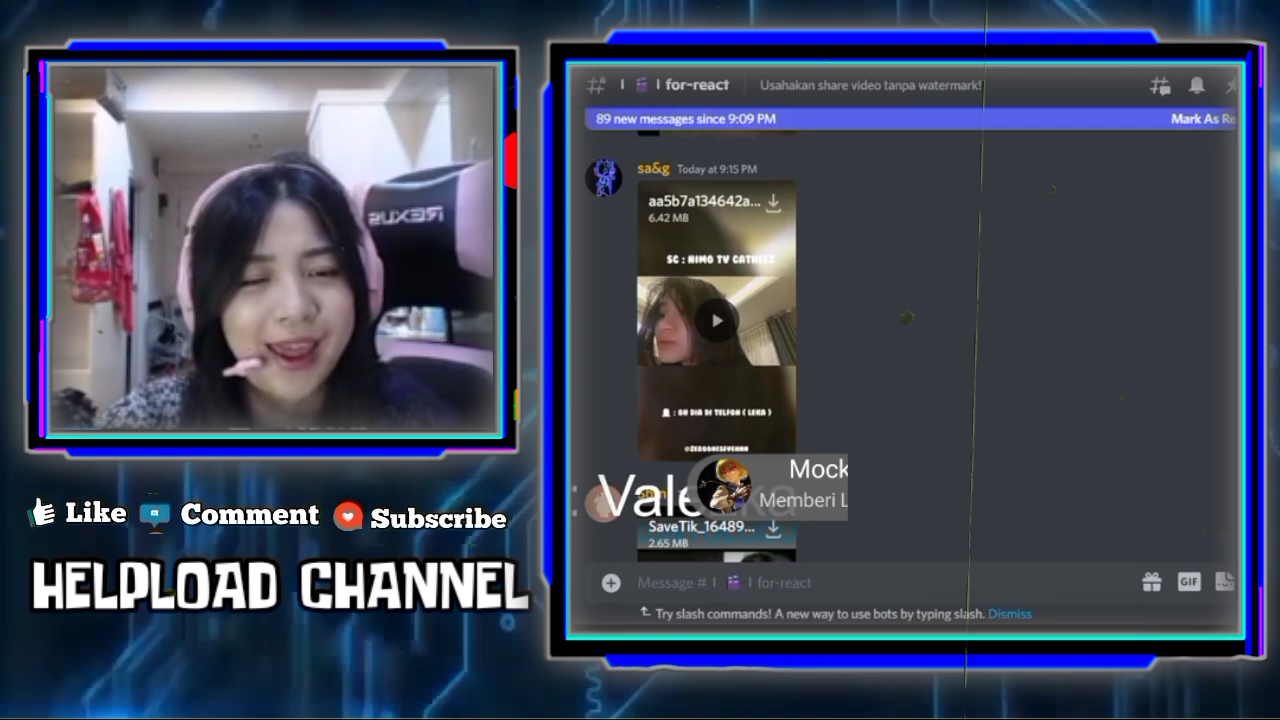 REXUS
Like Comment Subscribe
HELPLOAD CHANNEL
for-react Usahakan share video tanpa watermark!
89 new messages since 9:09 PM Mark As Re
sa&g Today at 9:15 PM
aa5b7a134642a...
6.42 MB
SC : NIMO TV CATHEEZ
: OH DIA DI TELFON ( LEKA )
@ZEROONESEVENNN
Mock
Vale
Memberi L
SaveTik_16489...
2.65 MB
Message # for-react
GIF
Try slash commands! A new way to use bots by typing slash. Dismiss